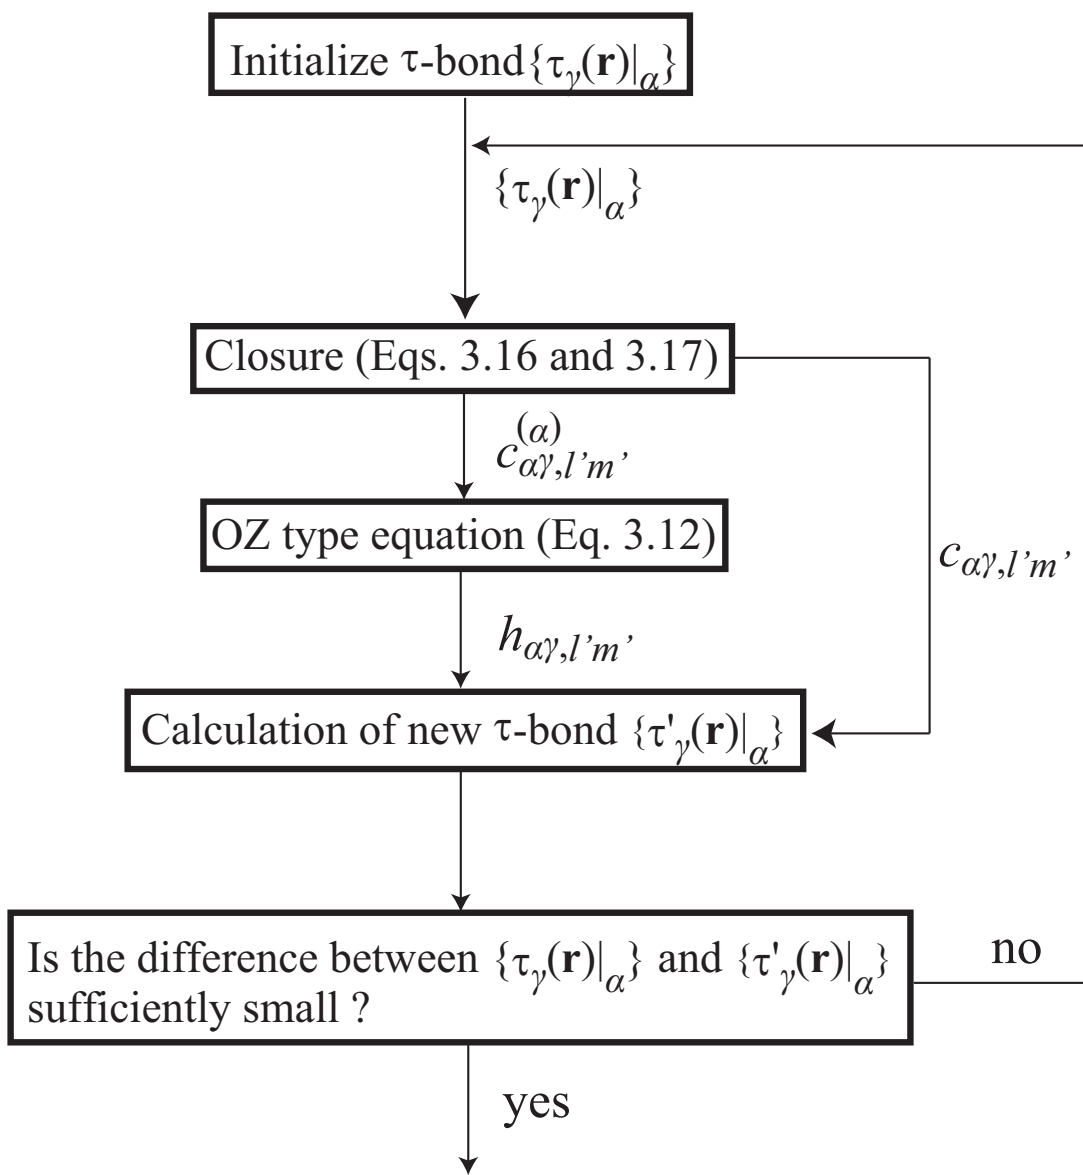 Initialize τ-bond{τγ(r)|α}
{τγ(r)|α}
Closure (Eqs. 3.16 and 3.17)
c(α)αγ,l’m’
OZ type equation (Eq. 3.12)
cαγ,l’m’
hαγ,l’m’
Calculation of new τ-bond {τ'γ(r)|α}
Is the difference between {τγ(r)|α} and {τ'γ(r)|α}
sufficiently small ?
no
yes